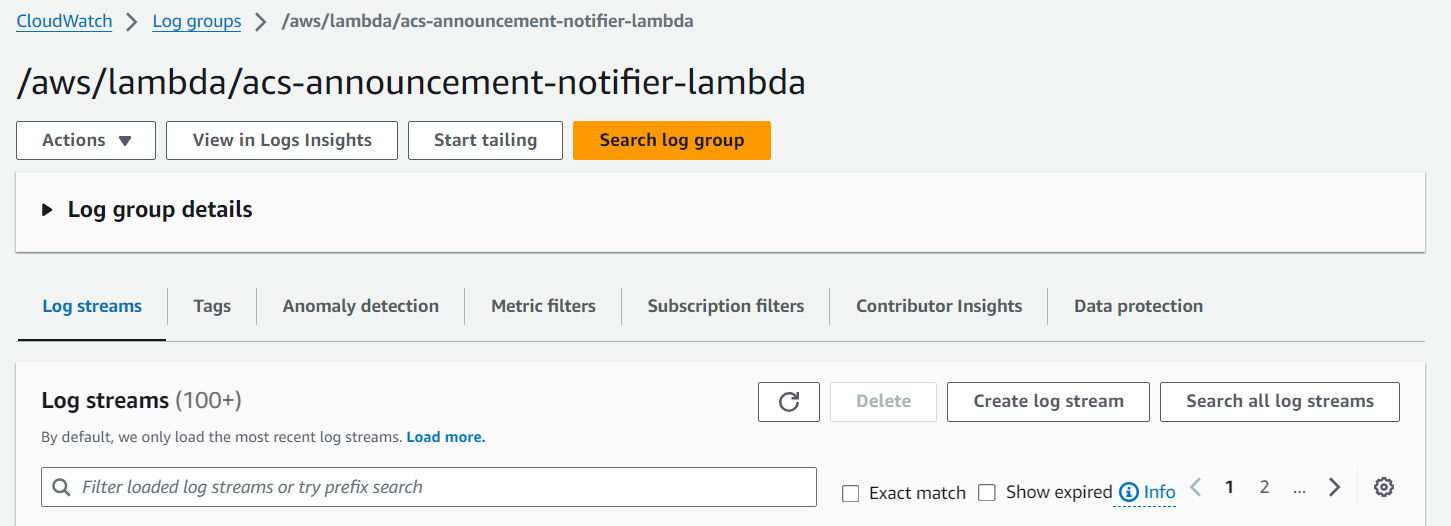 CloudWatch > Log groups > /aws/lambda/acs-announcement-notifier-lambda
/aws/lambda/acs-announcement-notifier-lambda
Actions ▼ View in Logs Insights Start tailing Search log group
▶ Log group details
Log streams Tags Anomaly detection Metric filters Subscription filters Contributor Insights Data protection
Log streams (100+) Delete Create log stream Search all log streams
By default, we only load the most recent log streams. Load more.
Filter loaded log streams or try prefix search Exact match Show expired Info < 1 2 ... >